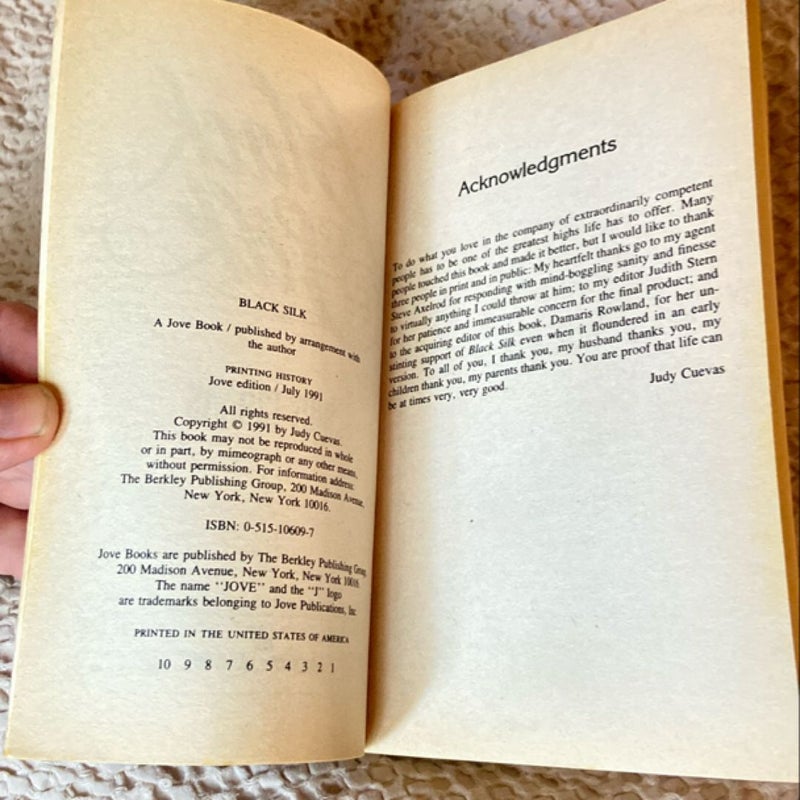 BLACK SILK
A Jove Book / published by arrangement with
the author
PRINTING HISTORY
Jove edition / July 1991
All rights reserved.
Copyright © 1991 by Judy Cuevas.
This book may not be reproduced in whole
or in part, by mimeograph or any other means,
without permission. For information address:
The Berkley Publishing Group, 200 Madison Avenue,
New York, New York 10016.
ISBN: 0-515-10609-7
Jove Books are published by The Berkley Publishing Group,
200 Madison Avenue, New York, New York 10016.
The name "JOVE" and the "J" logo
are trademarks belonging to Jove Publications, Inc.
PRINTED IN THE UNITED STATES OF AMERICA
10 9 8 7 6 5 4 3 2 1
Acknowledgments
To do what you love in the company of extraordinarily competent
people has to be one of the greatest highs life has to offer. Many
people touched this book and made it better, but I would like to thank
three people in print and in public: My heartfelt thanks go to my agent
Steve Axelrod for responding with mind-boggling sanity and finesse
to virtually anything I could throw at him; to my editor Judith Stern
for her patience and immeasurable concern for the final product; and
to the acquiring editor of this book, Damaris Rowland, for her un-
stinting support of Black Silk even when it floundered in an early
version. To all of you, I thank you, my husband thanks you, my
children thank you, my parents thank you. You are proof that life can
be at times very, very good.
Judy Cuevas